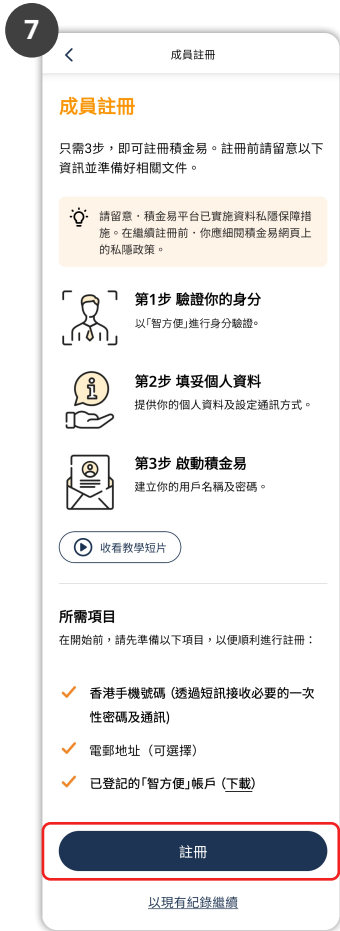 7
成員註冊
成員註冊
只需3步，即可註冊積金易。註冊前請留意以下
資訊並準備好相關文件。
請留意，積金易平台已實施資料私隱保障措
施。在繼續註冊前，你應細閱積金易網頁上
的私隱政策。
第1步 驗證你的身分
以「智方便」進行身分驗證。
第2步 填妥個人資料
提供你的個人資料及設定通訊方式。
第3步 啟動積金易
建立你的用戶名稱及密碼。
收看教學短片
所需項目
在開始前，請先準備以下項目，以便順利進行註冊：
香港手機號碼 (透過短訊接收必要的一次
性密碼及通訊)
電郵地址（可選擇）
已登記的「智方便」帳戶 (下載)
註冊
以現有紀錄繼續